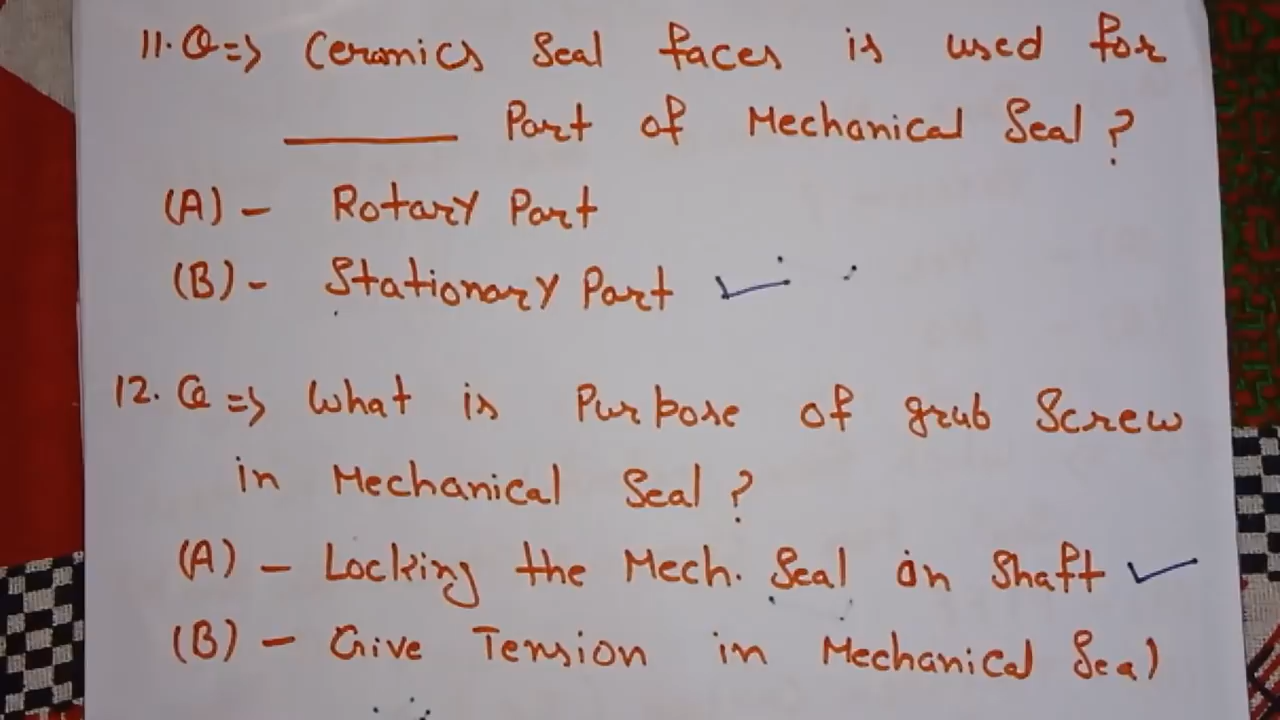 11. Q => Ceramics Seal faces is used for
_______ Part of Mechanical Seal ?
(A) - Rotary Part
(B) - Stationary Part ✓
12. Q => What is Purpose of grub Screw
in Mechanical Seal ?
(A) - Locking the Mech. Seal on Shaft ✓
(B) - Give Tension in Mechanical Seal